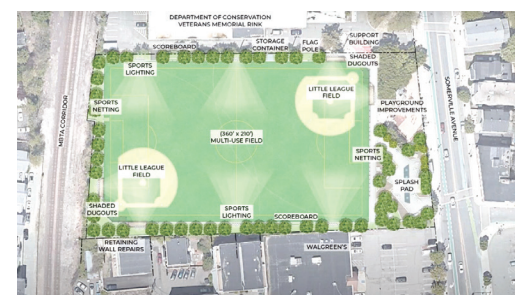 DEPARTMENT OF CONSERVATION
VETERANS MEMORIAL RINK
SCOREBOARD
STORAGE
CONTAINER
FLAG
POLE
SUPPORT
BUILDING
SHADED
DUGOUTS
SPORTS
LIGHTING
LITTLE LEAGUE
FIELD
SPORTS
NETTING
PLAYGROUND
IMPROVEMENTS
MBTA CORRIDOR
SOMERVILLE AVENUE
(360' x 210')
MULTI-USE FIELD
SPORTS
NETTING
LITTLE LEAGUE
FIELD
SPLASH
PAD
SHADED
DUGOUTS
SPORTS
LIGHTING
SCOREBOARD
RETAINING
WALL REPAIRS
WALGREEN'S